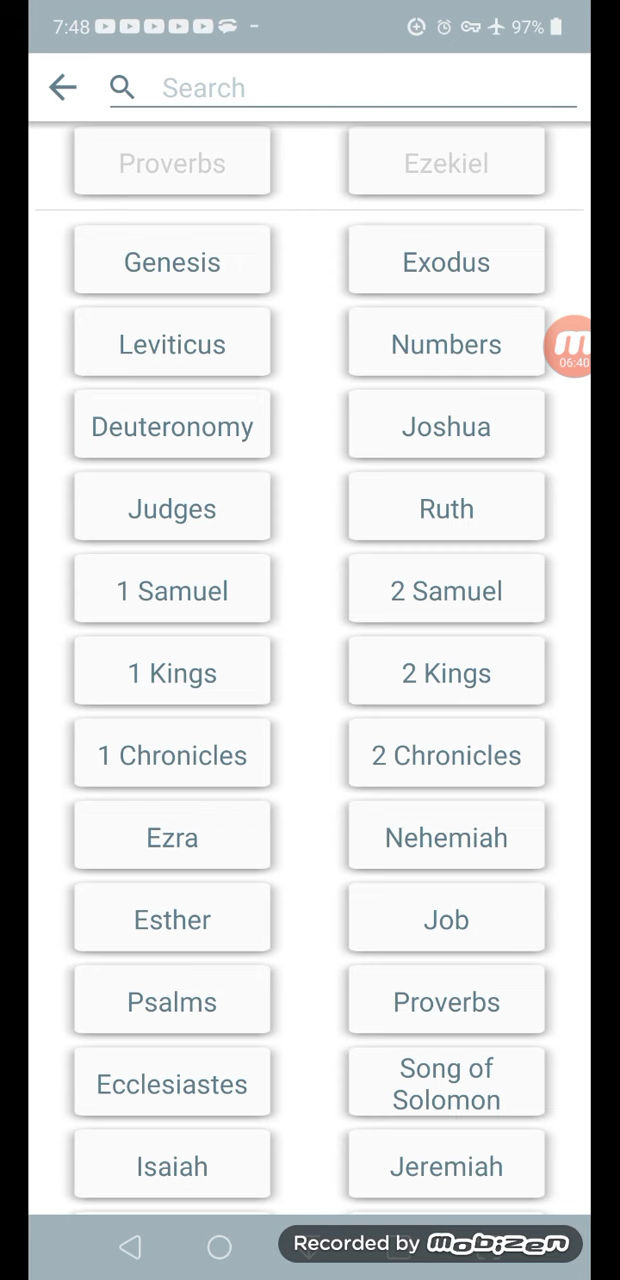 7:48 97%
Search
Proverbs Ezekiel
Genesis Exodus
Leviticus Numbers
06:40
Deuteronomy Joshua
Judges Ruth
1 Samuel 2 Samuel
1 Kings 2 Kings
1 Chronicles 2 Chronicles
Ezra Nehemiah
Esther Job
Psalms Proverbs
Ecclesiastes Song of
Solomon
Isaiah Jeremiah
Recorded by mobizen